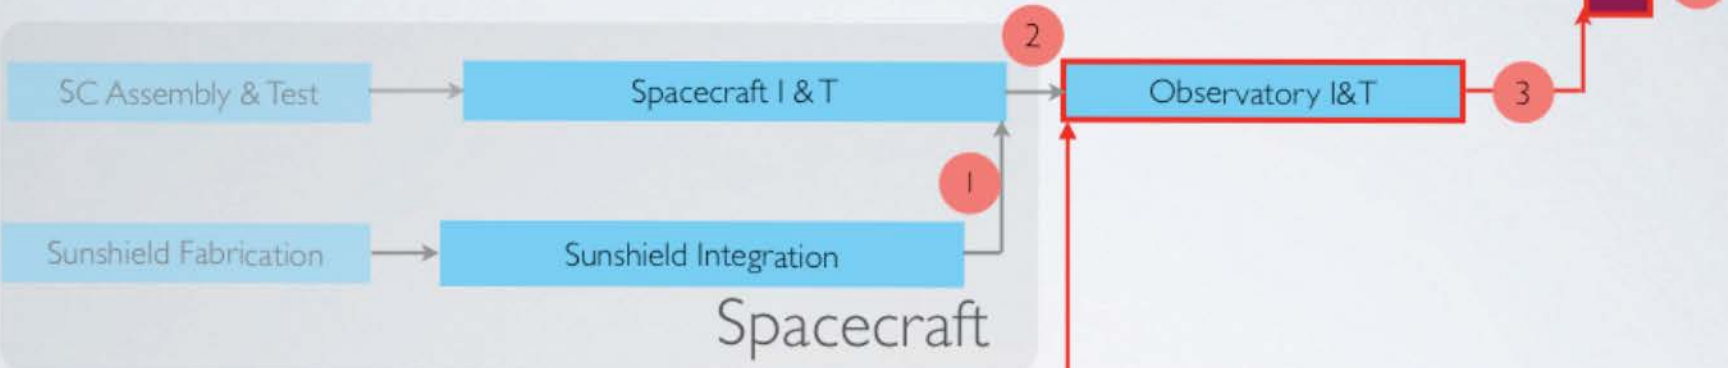 2
SC Assembly & Test
Spacecraft I & T
Observatory I&T
3
1
Sunshield Fabrication
Sunshield Integration
Spacecraft